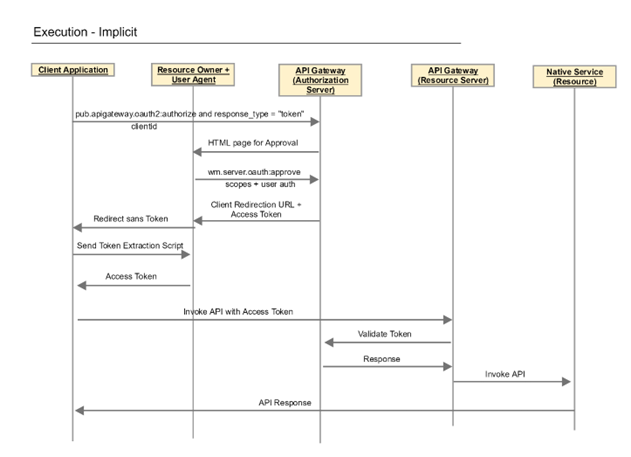 Execution - Implicit
Client Application
Resource Owner +
User Agent
API Gateway
(Authorization
Server)
API Gateway
(Resource Server)
Native Service
(Resource)
pub.apigateway.oauth2:authorize and response_type = "token"
clientId
HTML page for Approval
wm.server.oauth:approve
scopes + user auth
Client Redirection URL +
Access Token
Redirect sans Token
Send Token Extraction Script
Access Token
Invoke API with Access Token
Validate Token
Response
Invoke API
API Response